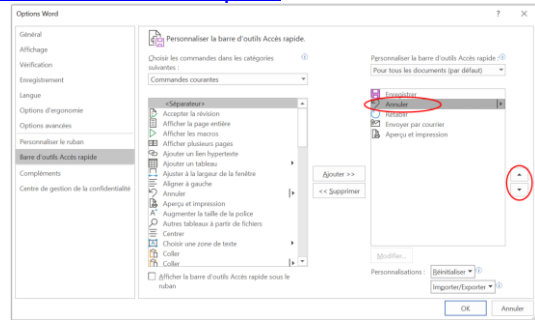 Options Word
?
Général
Affichage
Vérification
Enregistrement
Langue
Options d'ergonomie
Options avancées
Personnaliser le ruban
Barre d'outils Accès rapide
Compléments
Centre de gestion de la confidentialité
Personnaliser la barre d'outils Accès rapide.
Choisir les commandes dans les catégories
suivantes :
Commandes courantes
<Séparateur>
Accepter la révision
Afficher la page entière
Afficher les macros
Afficher plusieurs pages
Ajouter un lien hypertexte
Ajouter un tableau
Ajuster à la largeur de la fenêtre
Aligner à gauche
Annuler
Aperçu et impression
Augmenter la taille de la police
Autres tableaux à partir de fichiers
Centrer
Choisir une zone de texte
Coller
Coller
Afficher la barre d'outils Accès rapide sous le
ruban
Ajouter >>
<< Supprimer
Personnaliser la barre d'outils Accès rapide :
Pour tous les documents (par défaut)
Enregistrer
Annuler
Rétablir
Envoyer par courrier
Aperçu et impression
Modifier...
Personnalisations :
Réinitialiser
Importer/Exporter
OK
Annuler